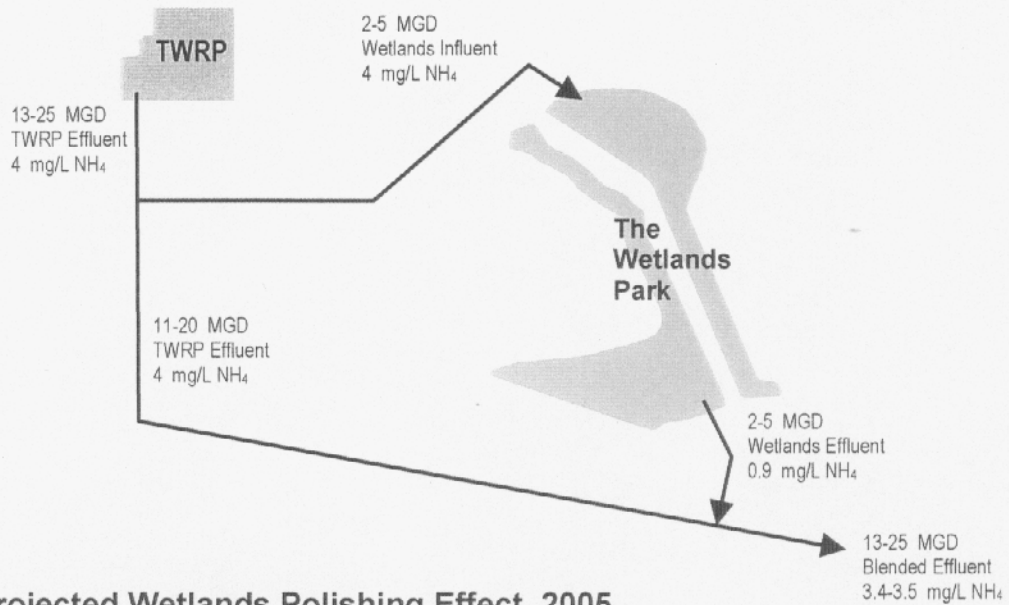 TWRP
2-5 MGD
Wetlands Influent
4 mg/L NH₄
13-25 MGD
TWRP Effluent
4 mg/L NH₄
The
Wetlands
Park
11-20 MGD
TWRP Effluent
4 mg/L NH₄
2-5 MGD
Wetlands Effluent
0.9 mg/L NH₄
13-25 MGD
Blended Effluent
3.4-3.5 mg/L NH₄
Projected Wetlands Polishing Effect, 2005